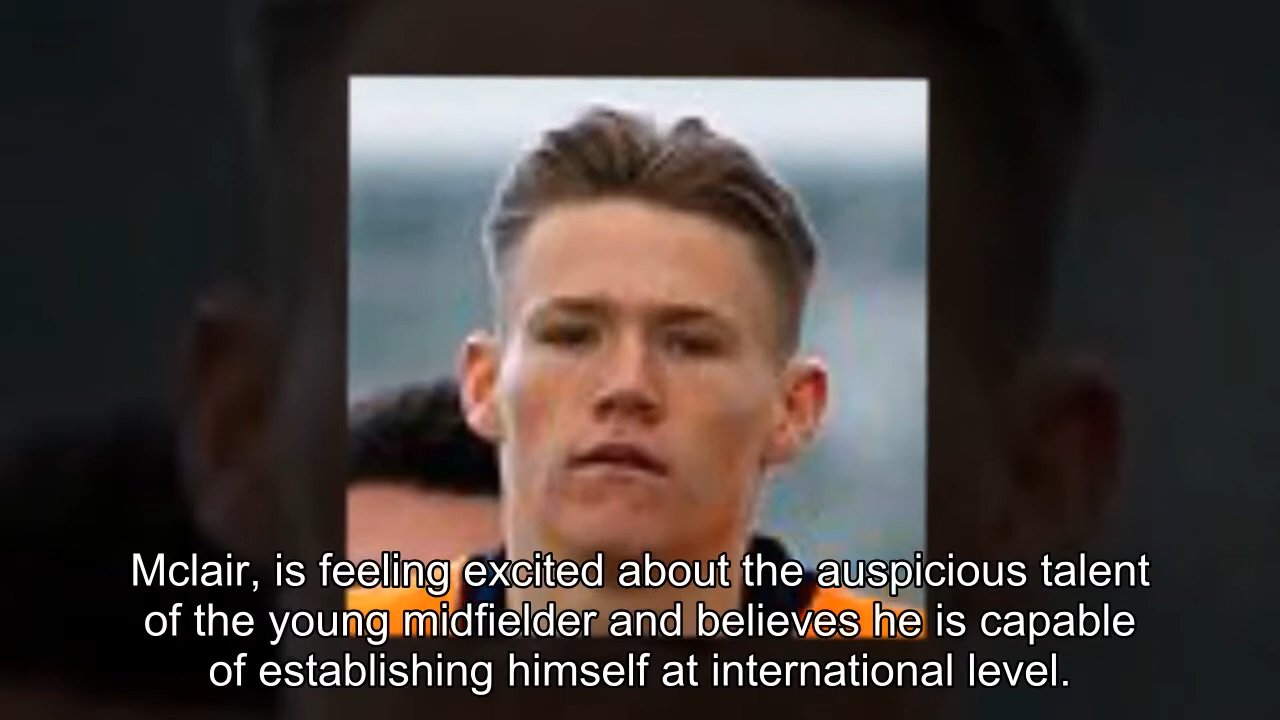 Mclair, is feeling excited about the auspicious talent
of the young midfielder and believes he is capable
of establishing himself at international level.